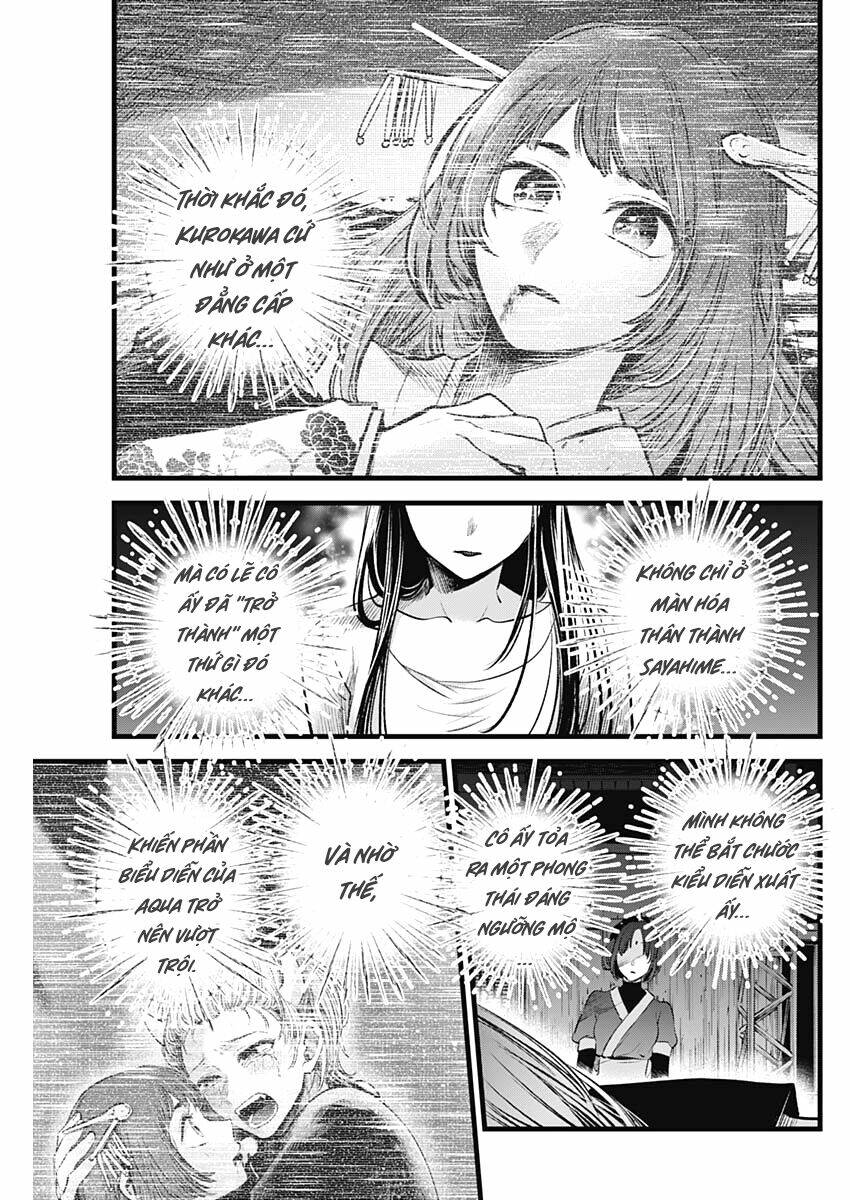 THỜI KHẮC ĐÓ,
KUROKAWA CỨ
NHƯ Ở MỘT
ĐẲNG CẤP
KHÁC...
KHÔNG CHỈ Ở
MÀN HÓA
THÂN THÀNH
SAYAHIME...
MÀ CÓ LẼ CÔ
ẤY ĐÃ "TRỞ
THÀNH" MỘT
THỨ GÌ ĐÓ
KHÁC...
MÌNH KHÔNG
THỂ BẮT CHƯỚC
KIỂU DIỄN XUẤT
ẤY...
CÔ ẤY TỎA
RA MỘT PHONG
THÁI ĐÁNG
NGƯỠNG MỘ ...
VÀ NHỜ
THẾ,
KHIẾN PHẦN
BIỂU DIỄN CỦA
AQUA TRỞ
NÊN VƯỢT
TRỘI.